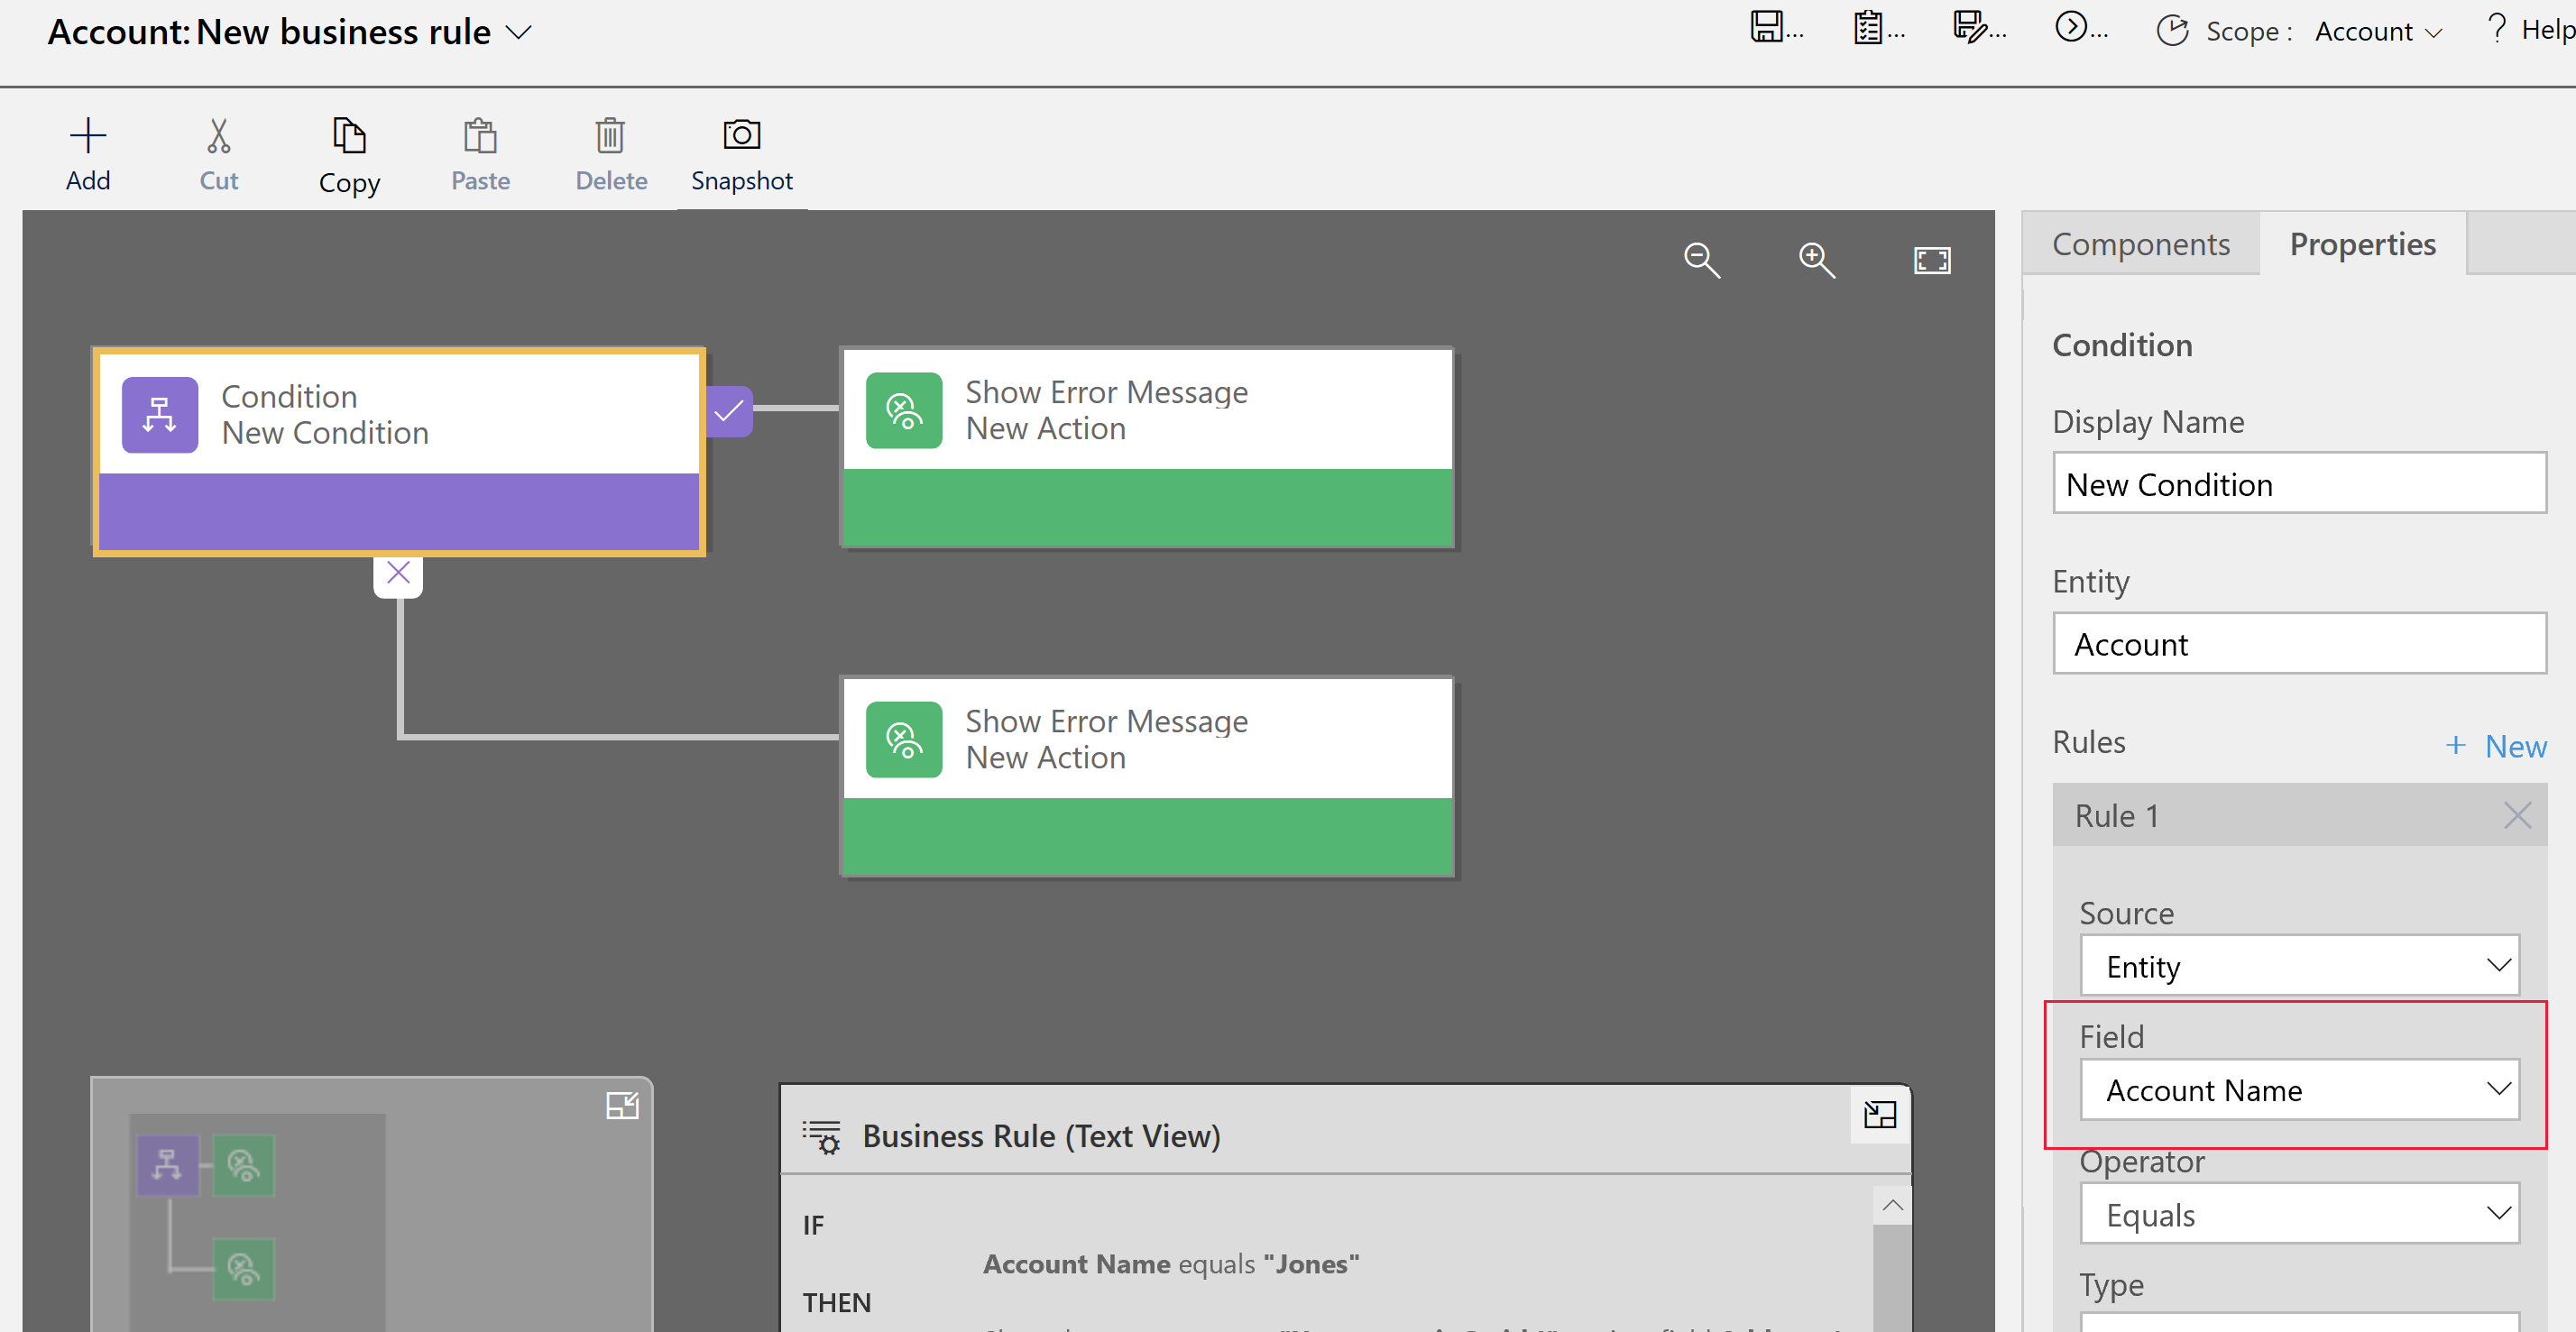 Account: New business rule
... ... ... ... Scope : Account ? Help
Add Cut Copy Paste Delete Snapshot
Components Properties
Condition
New Condition
Show Error Message
New Action
Show Error Message
New Action
Business Rule (Text View)
IF
Account Name equals "Jones"
THEN
Condition
Display Name
New Condition
Entity
Account
Rules + New
Rule 1
Source
Entity
Field
Account Name
Operator
Equals
Type